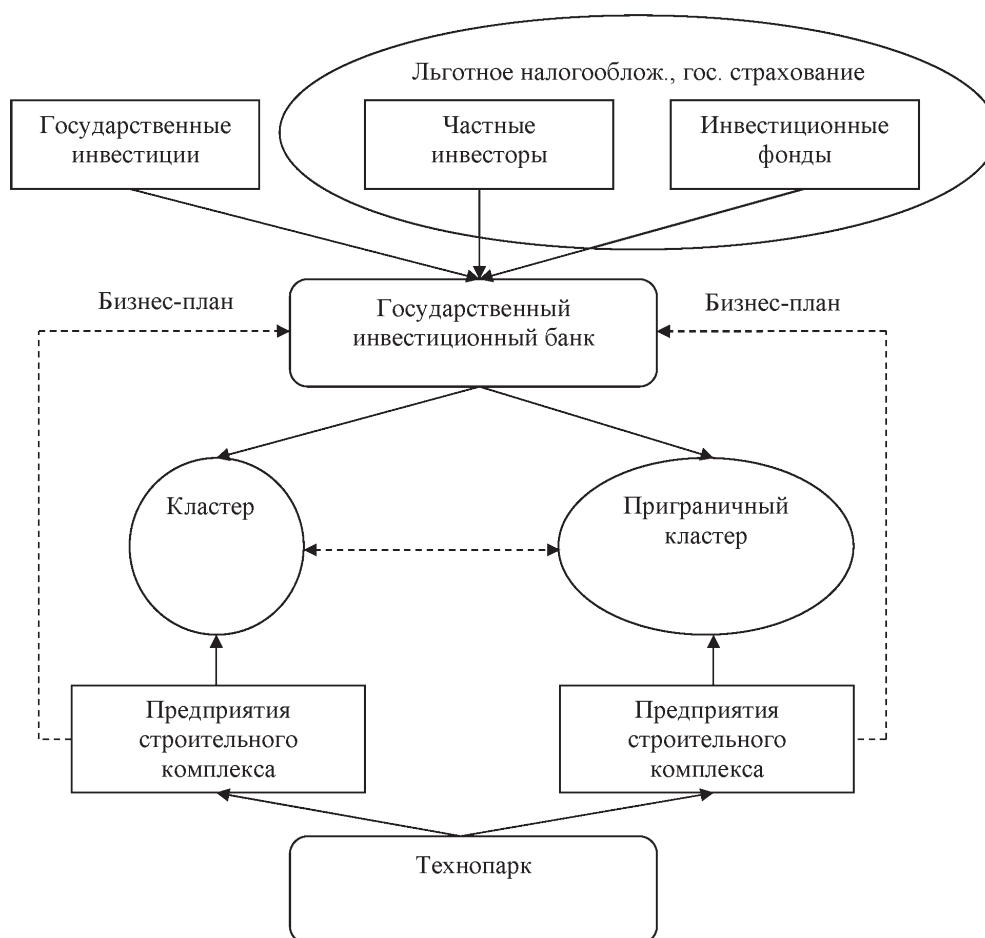 Льготное налогооблож., гос. страхование
Государственные
инвестиции
Частные
инвесторы
Инвестиционные
фонды
Бизнес-план
Государственный
инвестиционный банк
Бизнес-план
Кластер
Приграничный
кластер
Предприятия
строительного
комплекса
Предприятия
строительного
комплекса
Технопарк